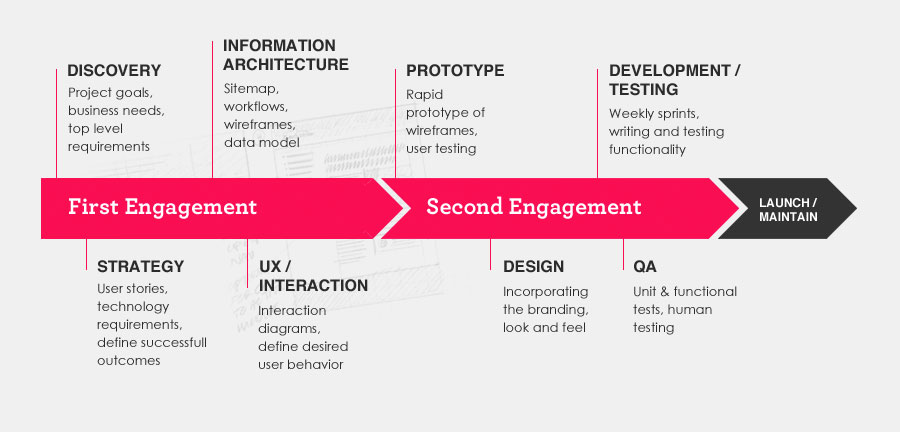 DISCOVERY
Project goals,
business needs,
top level
requirements
INFORMATION
ARCHITECTURE
Sitemap,
workflows,
wireframes,
data model
PROTOTYPE
Rapid
prototype of
wireframes,
user testing
DEVELOPMENT /
TESTING
Weekly sprints,
writing and testing
functionality
First Engagement
Second Engagement
LAUNCH /
MAINTAIN
STRATEGY
User stories,
technology
requirements,
define successfull
outcomes
UX /
INTERACTION
Interaction
diagrams,
define desired
user behavior
DESIGN
Incorporating
the branding,
look and feel
QA
Unit & functional
tests, human
testing